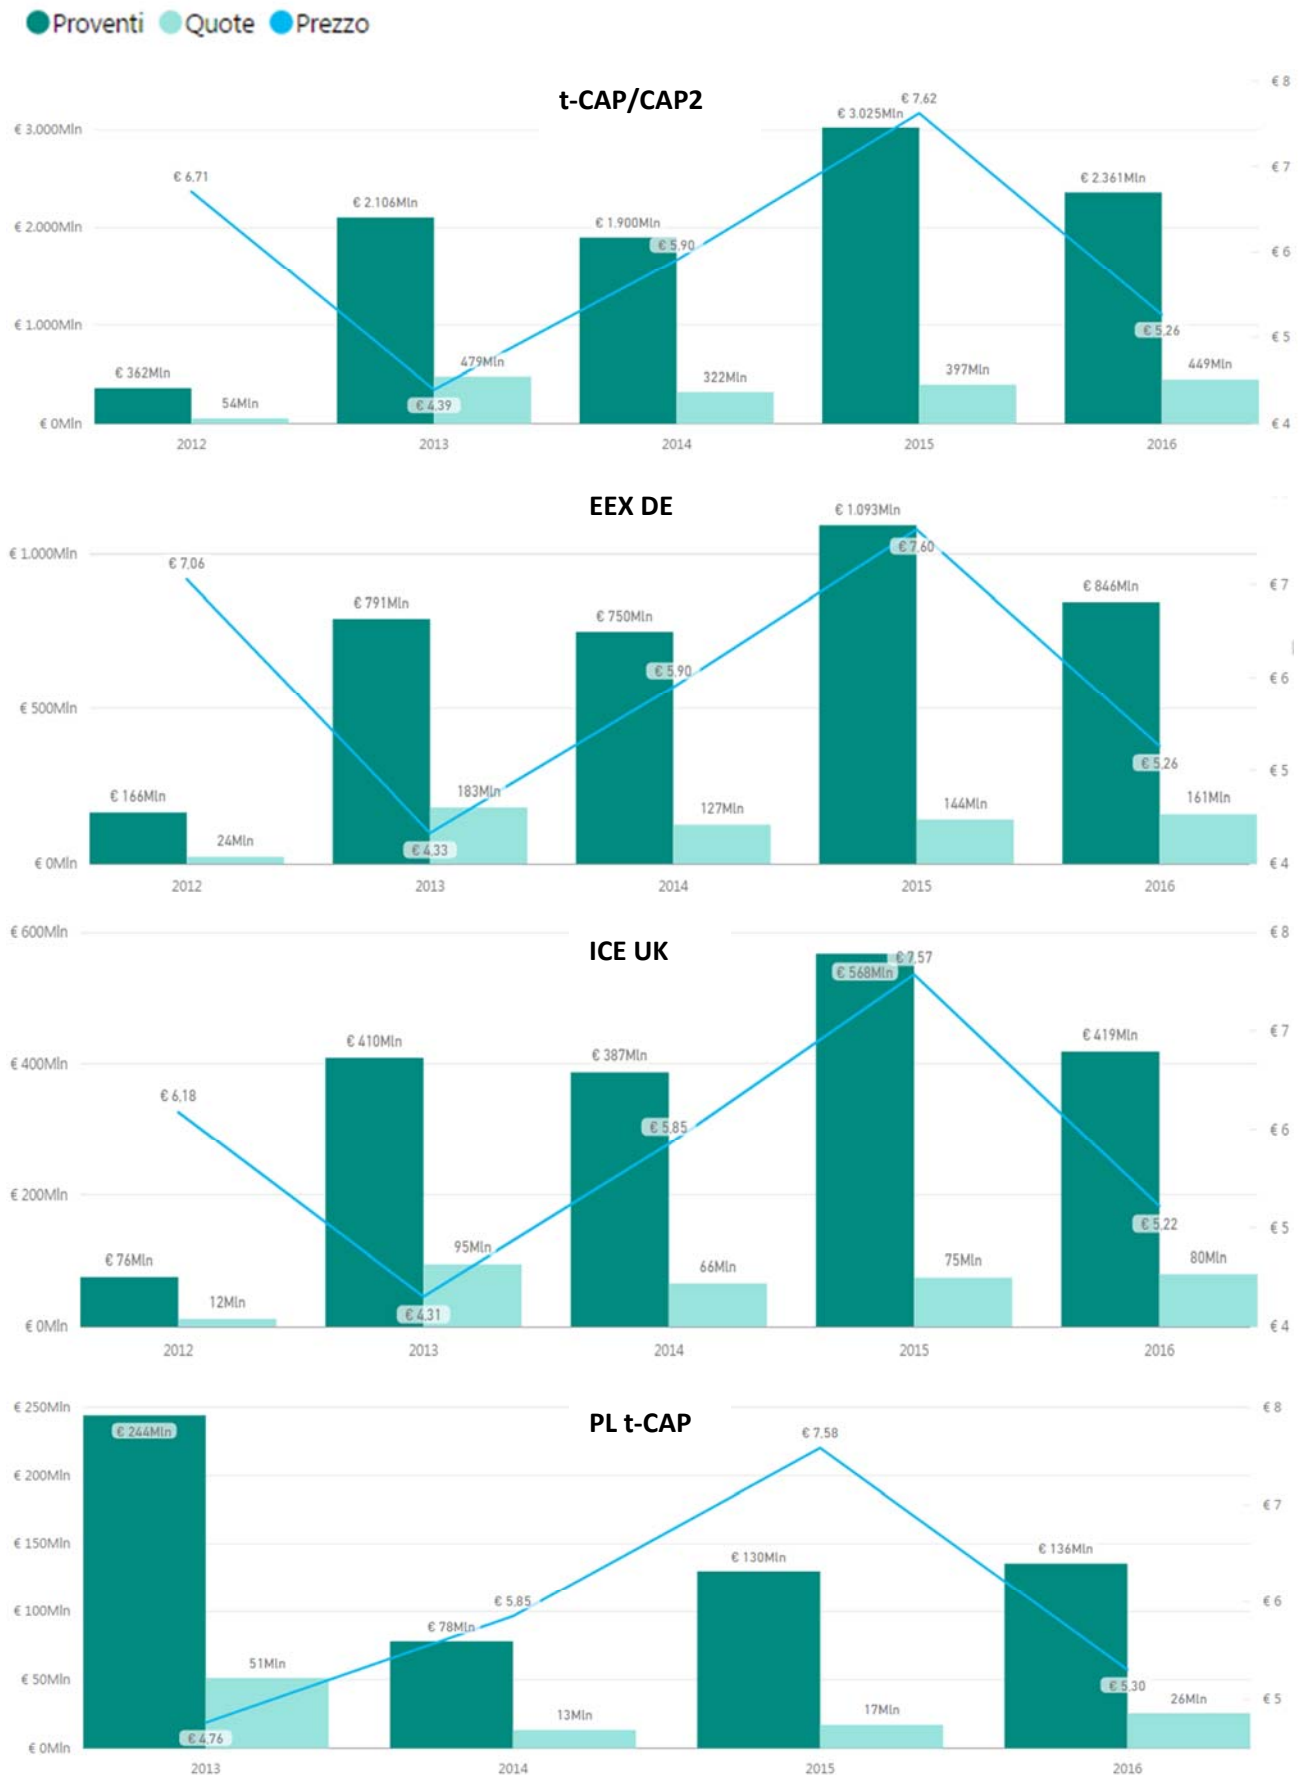 Proventi Quote Prezzo
t-CAP/CAP2
€ 8
€ 7,62
€ 3.025Mln
€ 3.000Mln
€ 7
€ 6,71
€ 2.361Mln
€ 2.106Mln
€ 1.900Mln
€ 2.000Mln
€ 5,90
€ 6
€ 1.000Mln
€ 5,26
€ 5
479Mln
€ 362Mln
322Mln
397Mln
449Mln
54Mln
€ 4,39
€ 0Mln
€ 4
2012 2013 2014 2015 2016
EEX DE
€ 1.093Mln
€ 1.000Mln
€ 7,06
€ 7,60
€ 7
€ 791Mln
€ 750Mln
€ 846Mln
€ 5,90
€ 6
€ 500Mln
€ 5,26
€ 5
€ 166Mln
183Mln
127Mln
144Mln
161Mln
24Mln
€ 4,33
€ 0Mln
€ 4
2012 2013 2014 2015 2016
€ 600Mln
€ 8
ICE UK
€ 7,57
€ 568Mln
€ 7
€ 410Mln
€ 387Mln
€ 419Mln
€ 400Mln
€ 6,18
€ 5,85
€ 6
€ 200Mln
€ 5,22
€ 5
€ 76Mln
95Mln
66Mln
75Mln
80Mln
12Mln
€ 4,31
€ 0Mln
€ 4
2012 2013 2014 2015 2016
€ 250Mln
€ 8
PL t-CAP
€ 244Mln
€ 7,58
€ 200Mln
€ 7
€ 150Mln
€ 130Mln
€ 136Mln
€ 100Mln
€ 5,85
€ 6
€ 78Mln
51Mln
€ 50Mln
€ 5,30
€ 5
13Mln
17Mln
26Mln
€ 4,76
€ 0Mln
2013 2014 2015 2016